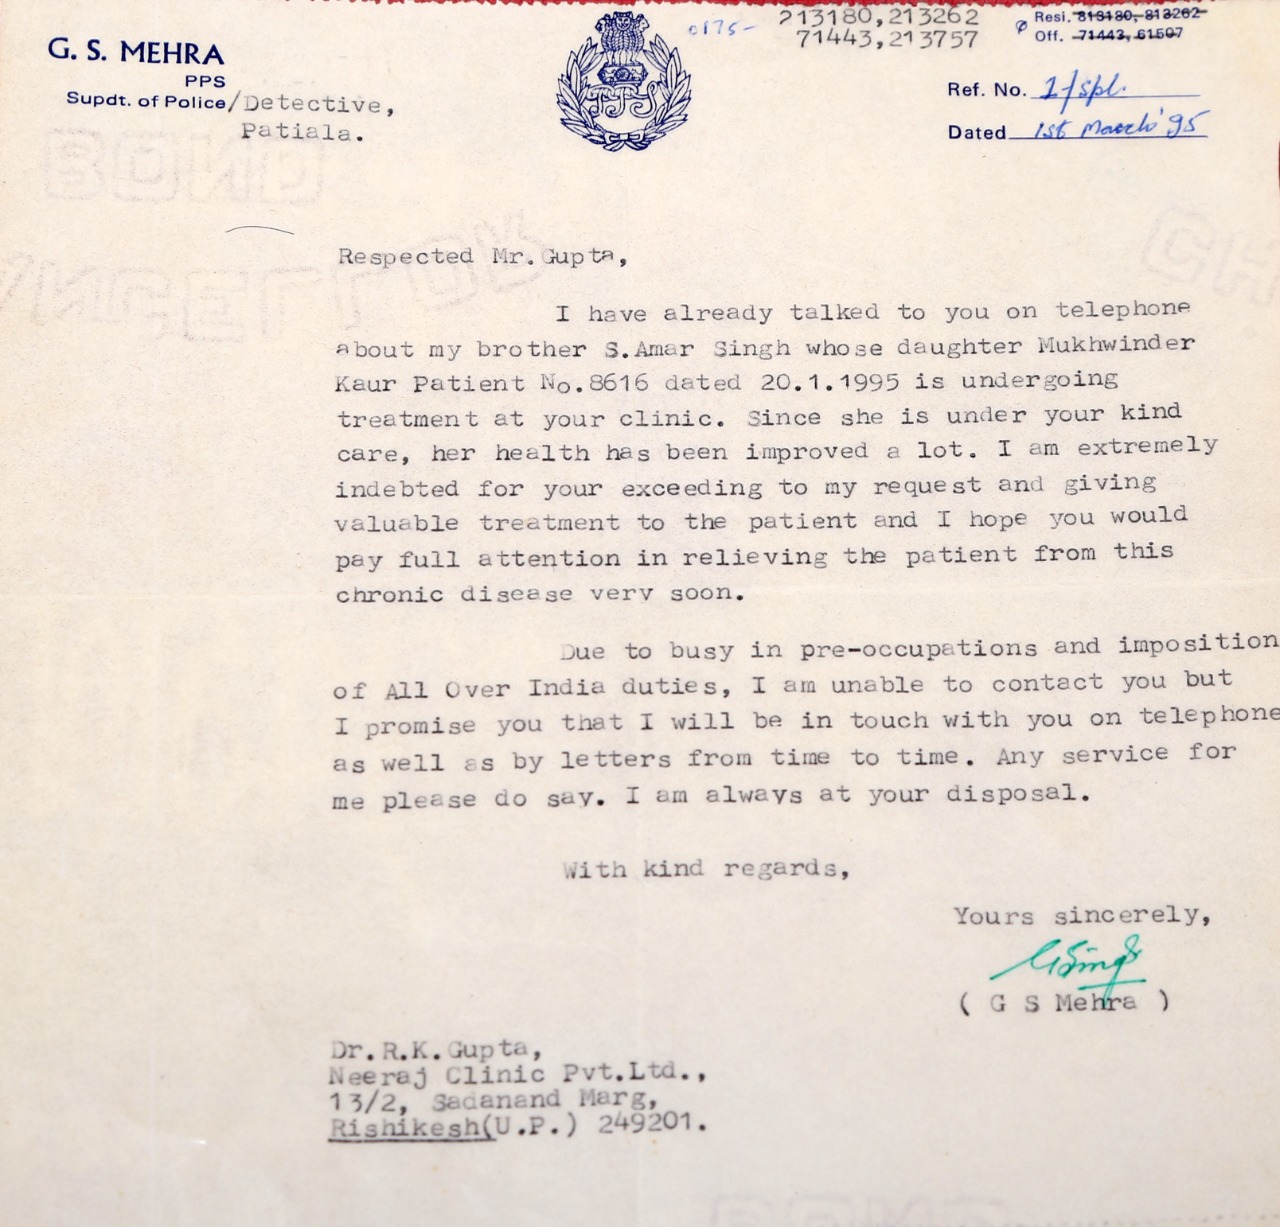 G. S. MEHRA
PPS
Supdt. of Police/Detective,
Patiala.
PPS
0175- 213180,213262
71443,213757
Resi. 813180, 813262
Off. 71443, 61507
Ref. No. 1/spl.
Dated 1st March '95
BOND
Respected Mr.Gupta,
I have already talked to you on telephone
about my brother S.Amar Singh whose daughter Mukhwinder
Kaur Patient No.8616 dated 20.1.1995 is undergoing
treatment at your clinic. Since she is under your kind
care, her health has been improved a lot. I am extremely
indebted for your exceeding to my request and giving
valuable treatment to the patient and I hope you would
pay full attention in relieving the patient from this
chronic disease very soon.
Due to busy in pre-occupations and imposition
of All Over India duties, I am unable to contact you but
I promise you that I will be in touch with you on telephone
as well as by letters from time to time. Any service for
me please do say. I am always at your disposal.
With kind regards,
Yours sincerely,
GSingh
( G S Mehra )
Dr.R.K.Gupta,
Neeraj Clinic Pvt.Ltd.,
13/2, Sadanand Marg,
Rishikesh(U.P.) 249201.